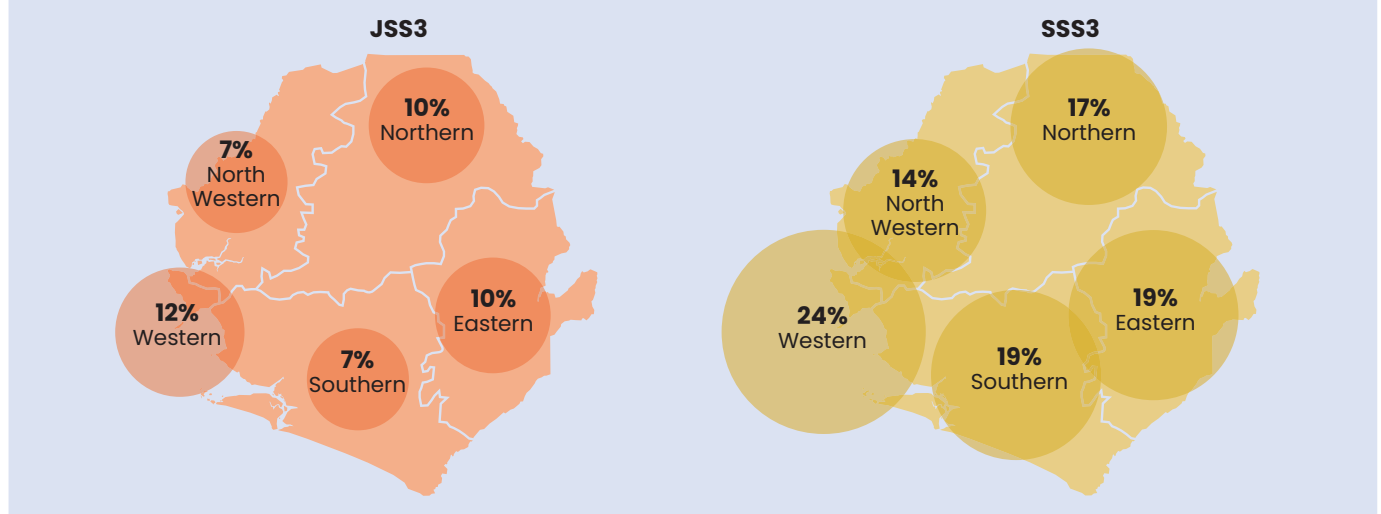 JSS3
10%
Northern
7%
North
Western
12%
Western
10%
Eastern
7%
Southern
SSS3
17%
Northern
14%
North
Western
24%
Western
19%
Eastern
19%
Southern